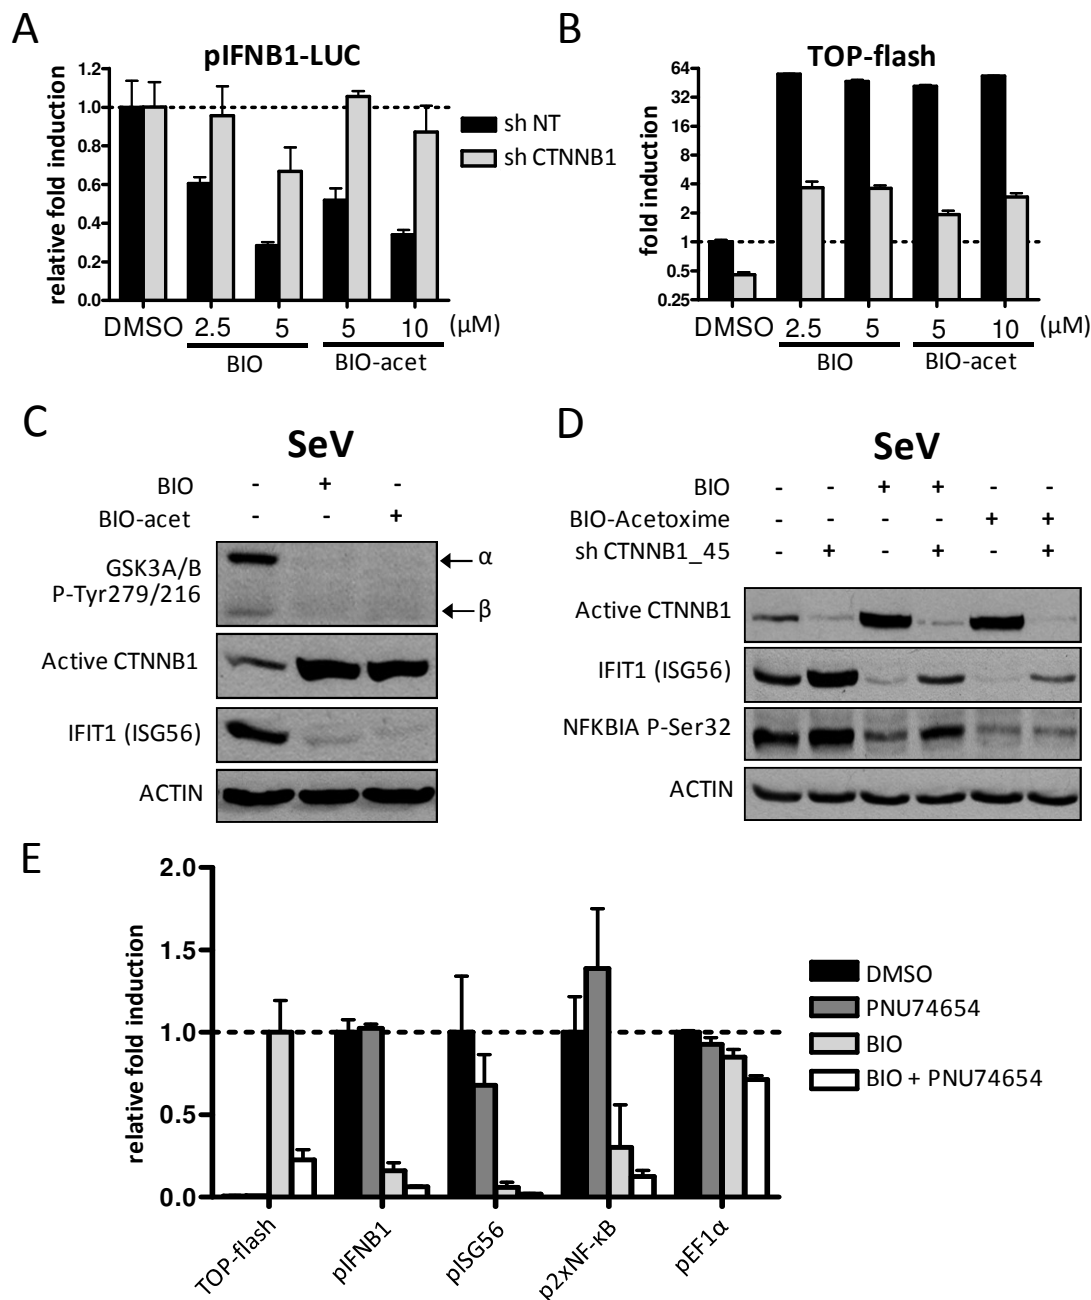 A
pIFNB1-LUC
relative fold induction
1.2
1.0
0.8
0.6
0.4
0.2
0.0
DMSO 2.5 5 5 10 (μM)
BIO BIO-acet
sh NT
sh CTNNB1
B
TOP-flash
fold induction
64
32
16
8
4
2
1
0.5
0.25
DMSO 2.5 5 5 10 (μM)
BIO BIO-acet
C
SeV
BIO - + -
BIO-acet - - +
GSK3A/B
P-Tyr279/216
α
β
Active CTNNB1
IFIT1 (ISG56)
ACTIN
D
SeV
BIO - - + + - -
BIO-Acetoxime - - - - + +
sh CTNNB1_45 - + - + - +
Active CTNNB1
IFIT1 (ISG56)
NFKBIA P-Ser32
ACTIN
E
relative fold induction
2.0
1.5
1.0
0.5
0.0
TOP-flash
pIFNB1
pISG56
p2xNF-κB
pEF1α
DMSO
PNU74654
BIO
BIO + PNU74654